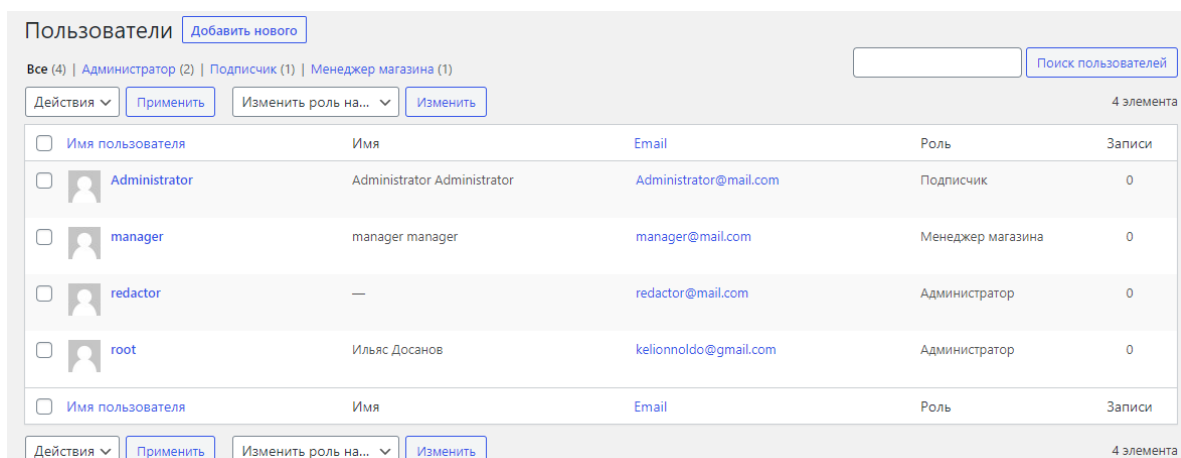 Пользователи Добавить нового
Все (4) | Администратор (2) | Подписчик (1) | Менеджер магазина (1)
Поиск пользователей
Действия Применить Изменить роль на... Изменить 4 элемента
Имя пользователя Имя Email Роль Записи
Administrator Administrator Administrator Administrator@mail.com Подписчик 0
manager manager manager manager@mail.com Менеджер магазина 0
redactor — redactor@mail.com Администратор 0
root Ильяс Досанов kelionnoldo@gmail.com Администратор 0
Имя пользователя Имя Email Роль Записи
Действия Применить Изменить роль на... Изменить 4 элемента